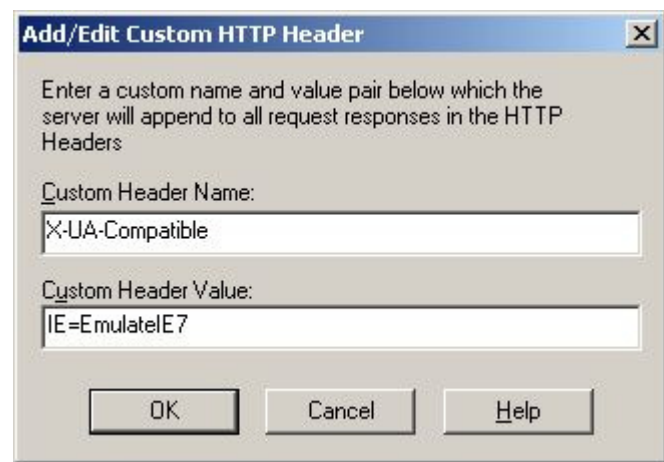 Add/Edit Custom HTTP Header
Enter a custom name and value pair below which the
server will append to all request responses in the HTTP
Headers
Custom Header Name:
X-UA-Compatible
Custom Header Value:
IE=EmulateIE7
OK Cancel Help